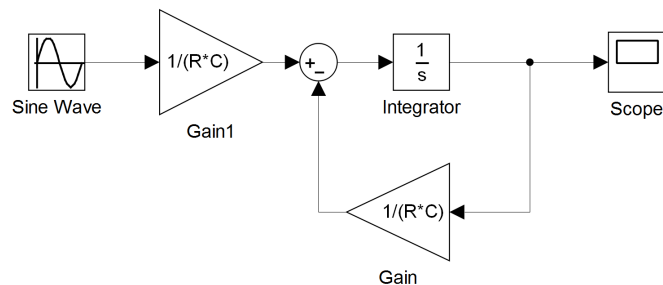 1/(R*C)
+
−
1
s
Sine Wave
Integrator
Scope
Gain1
1/(R*C)
Gain